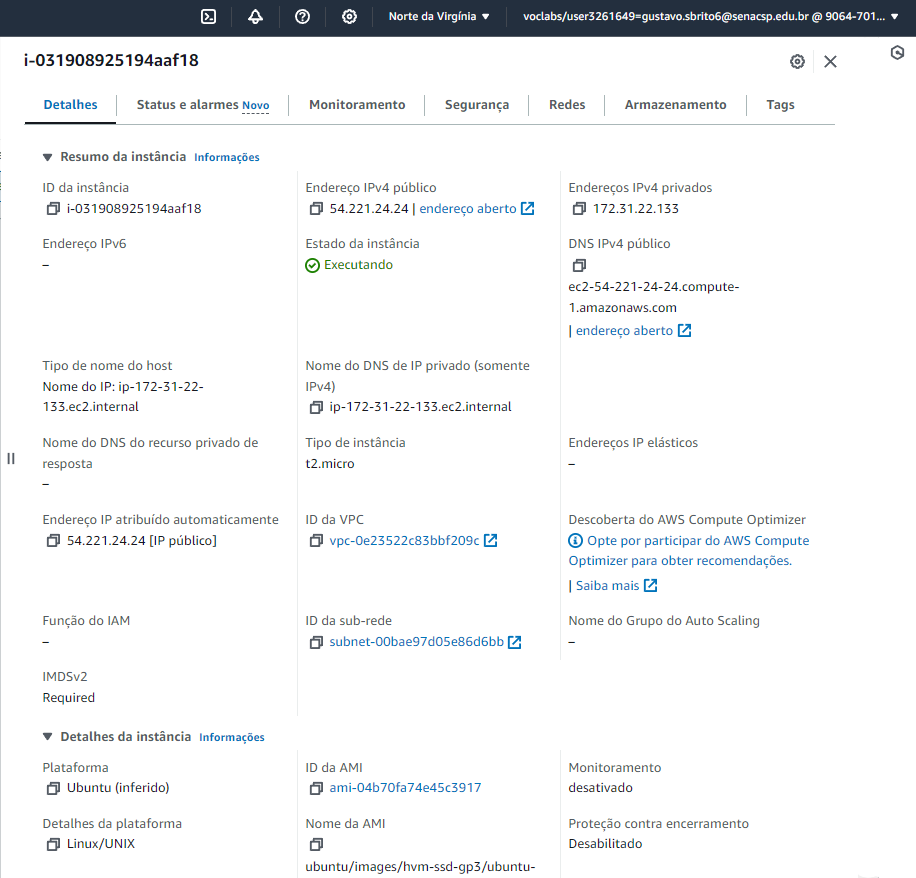 Norte da Virgínia ▼
voclabs/user3261649=gustavo.sbrito6@senacsp.edu.br @ 9064-701... ▼
i-031908925194aaf18
Detalhes
Status e alarmes Novo
Monitoramento
Segurança
Redes
Armazenamento
Tags
▼ Resumo da instância Informações
ID da instância
i-031908925194aaf18
Endereço IPv4 público
54.221.24.24 | endereço aberto
Endereços IPv4 privados
172.31.22.133
Endereço IPv6
–
Estado da instância
Executando
DNS IPv4 público
ec2-54-221-24-24.compute-
1.amazonaws.com
| endereço aberto
Tipo de nome do host
Nome do IP: ip-172-31-22-
133.ec2.internal
Nome do DNS de IP privado (somente
IPv4)
ip-172-31-22-133.ec2.internal
Nome do DNS do recurso privado de
resposta
–
Tipo de instância
t2.micro
Endereços IP elásticos
–
Endereço IP atribuído automaticamente
54.221.24.24 [IP público]
ID da VPC
vpc-0e23522c83bbf209c
Descoberta do AWS Compute Optimizer
Opte por participar do AWS Compute
Optimizer para obter recomendações.
| Saiba mais
Função do IAM
–
ID da sub-rede
subnet-00bae97d05e86d6bb
Nome do Grupo do Auto Scaling
–
IMDSv2
Required
▼ Detalhes da instância Informações
Plataforma
Ubuntu (inferido)
ID da AMI
ami-04b70fa74e45c3917
Monitoramento
desativado
Detalhes da plataforma
Linux/UNIX
Nome da AMI
ubuntu/images/hvm-ssd-gp3/ubuntu-
Proteção contra encerramento
Desabilitado